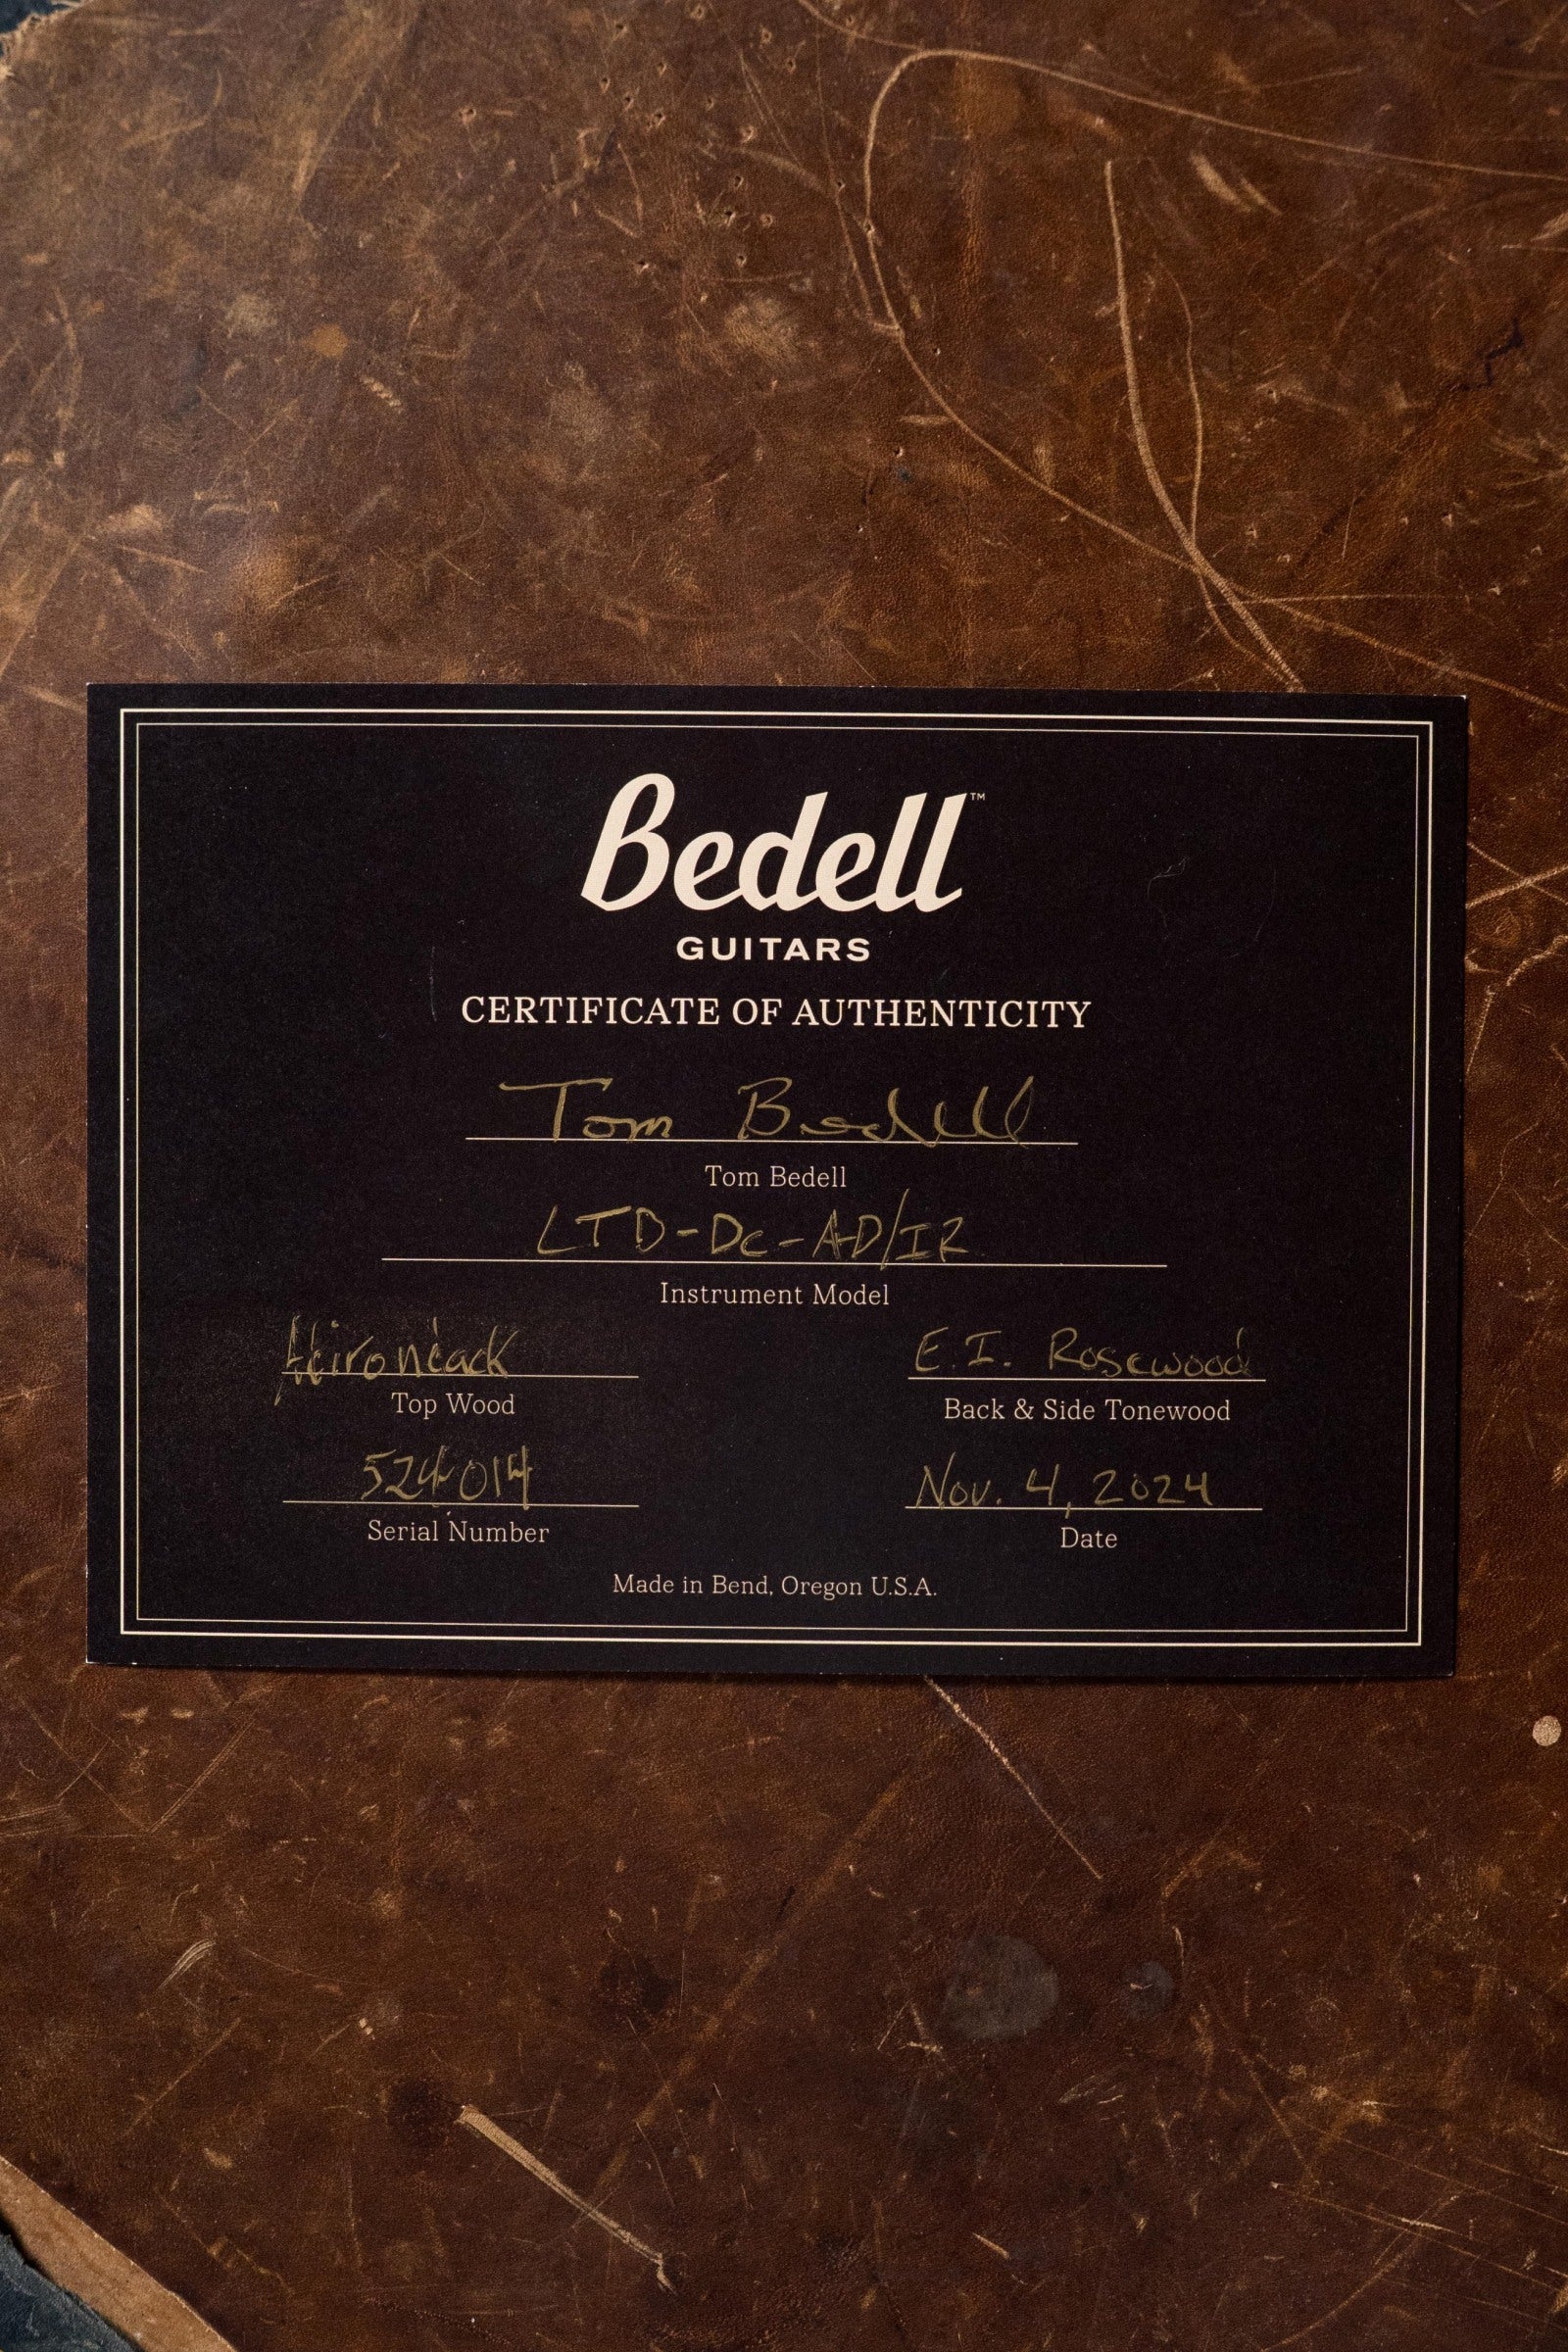 Bedell™
GUITARS
CERTIFICATE OF AUTHENTICITY
Tom Bedell
Tom Bedell
LTD-Dc-AD/IR
Instrument Model
Adirondack
Top Wood
E.I. Rosewood
Back & Side Tonewood
524014
Serial Number
Nov. 4, 2024
Date
Made in Bend, Oregon U.S.A.